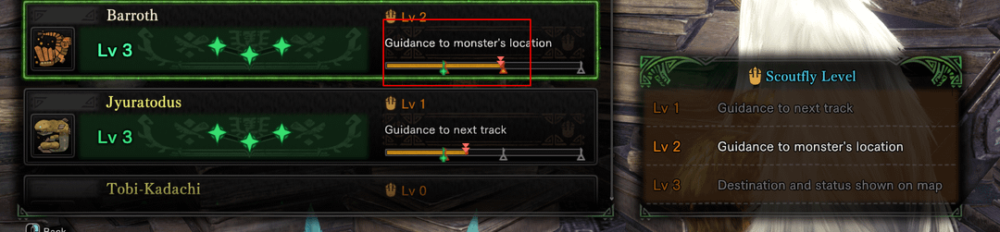 Barroth
Lv 2
Lv 3
Guidance to monster's location
Jyuratodus
Lv 1
Lv 3
Guidance to next track
Tobi-Kadachi
Lv 0
Back
Scoutfly Level
Lv 1 Guidance to next track
Lv 2 Guidance to monster's location
Lv 3 Destination and status shown on map